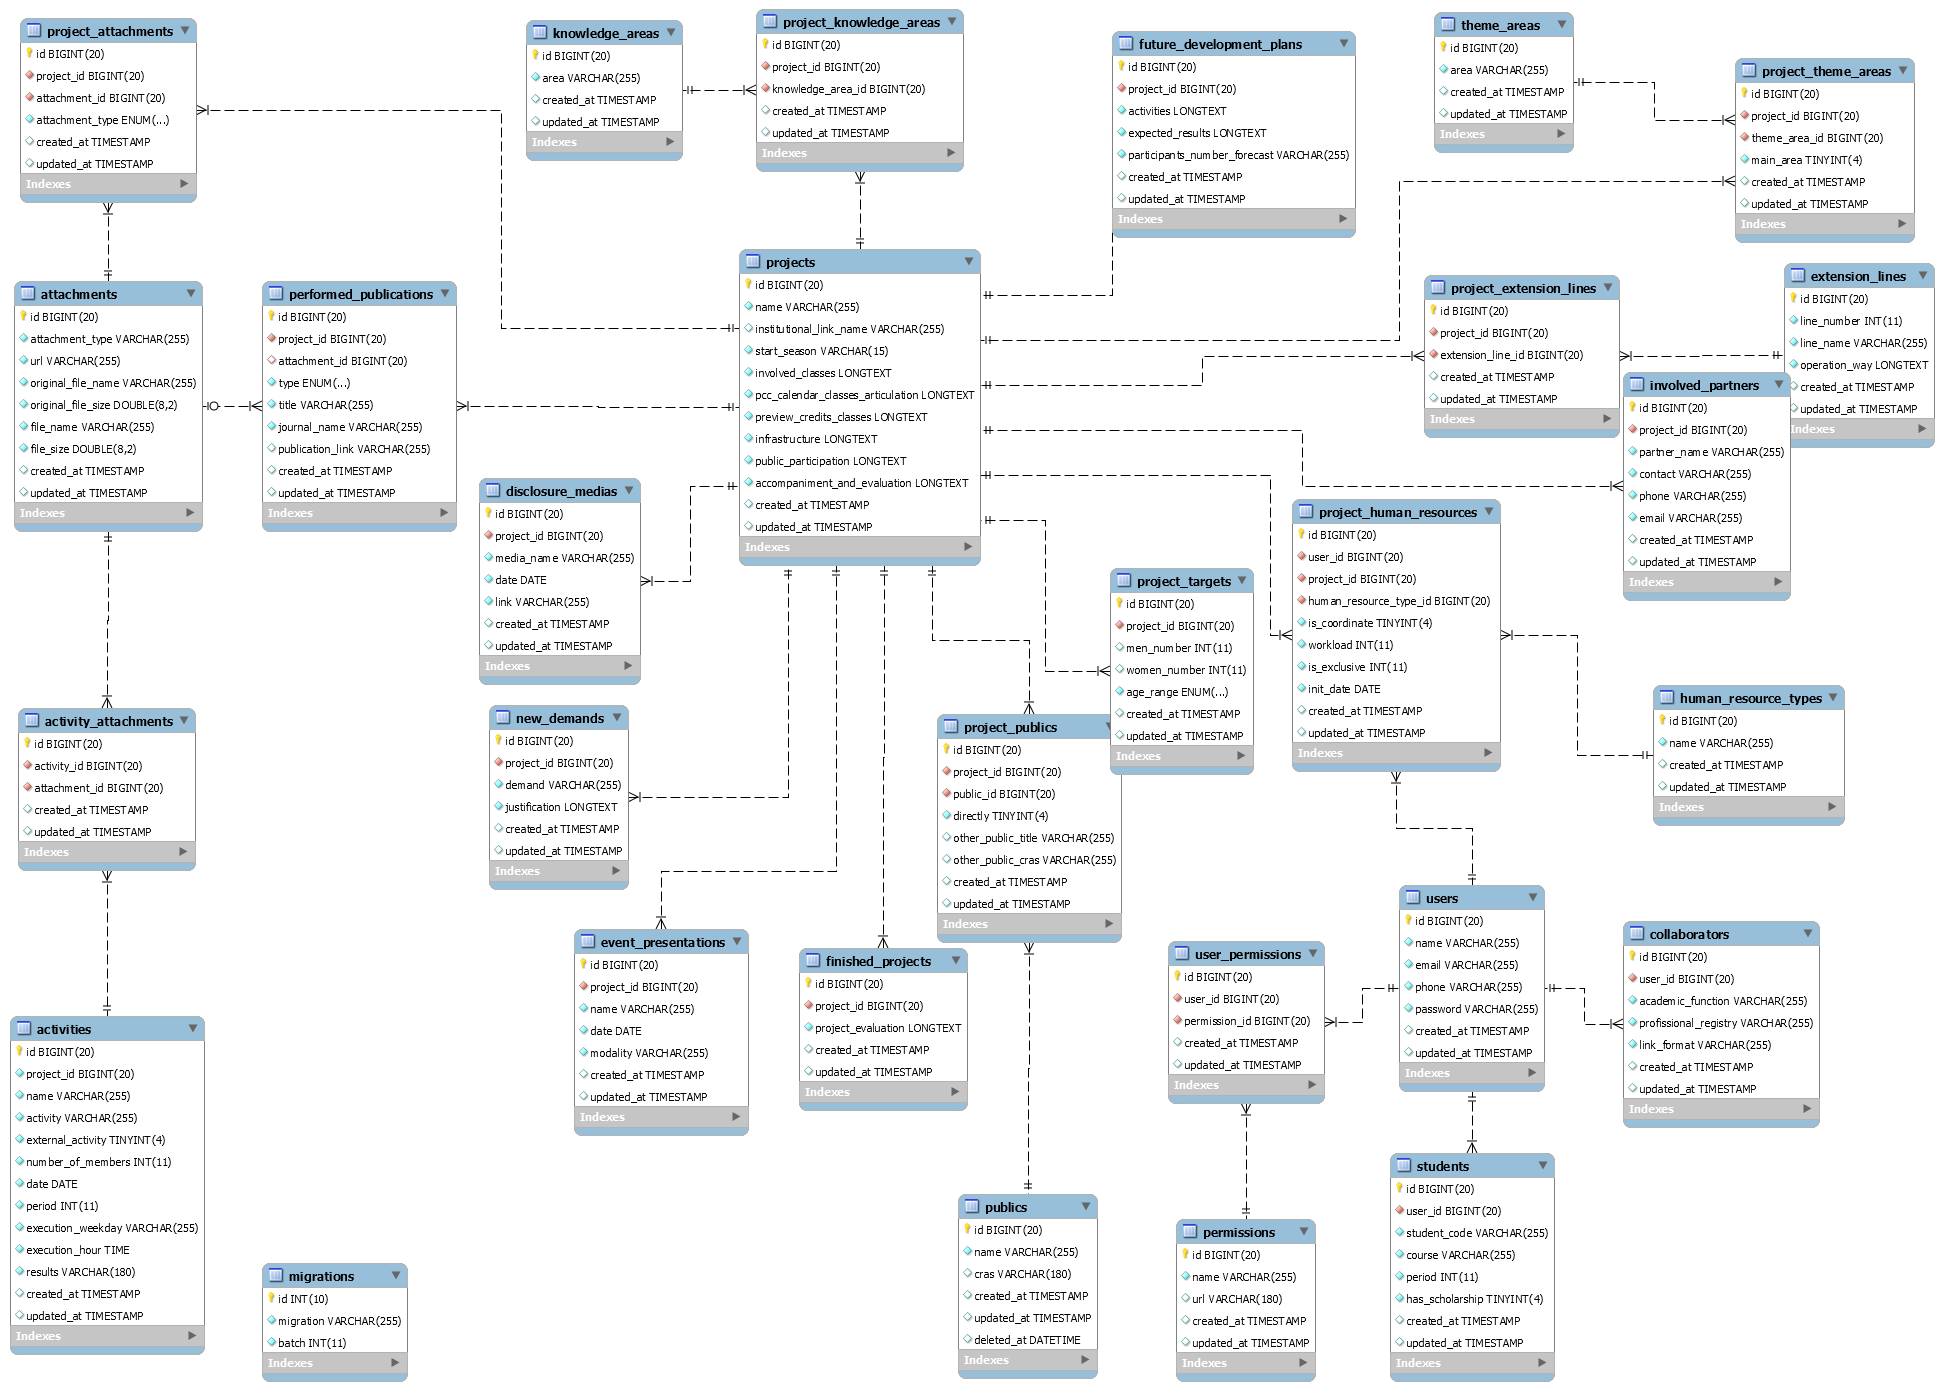 project_attachments
id BIGINT(20)
project_id BIGINT(20)
attachment_id BIGINT(20)
attachment_type ENUM(...)
created_at TIMESTAMP
updated_at TIMESTAMP
Indexes
knowledge_areas
id BIGINT(20)
area VARCHAR(255)
created_at TIMESTAMP
updated_at TIMESTAMP
Indexes
project_knowledge_areas
id BIGINT(20)
project_id BIGINT(20)
knowledge_area_id BIGINT(20)
created_at TIMESTAMP
updated_at TIMESTAMP
Indexes
future_development_plans
id BIGINT(20)
project_id BIGINT(20)
activities LONGTEXT
expected_results LONGTEXT
participants_number_forecast VARCHAR(255)
created_at TIMESTAMP
updated_at TIMESTAMP
Indexes
theme_areas
id BIGINT(20)
area VARCHAR(255)
created_at TIMESTAMP
updated_at TIMESTAMP
Indexes
project_theme_areas
id BIGINT(20)
project_id BIGINT(20)
theme_area_id BIGINT(20)
main_area TINYINT(4)
created_at TIMESTAMP
updated_at TIMESTAMP
Indexes
attachments
id BIGINT(20)
attachment_type VARCHAR(255)
url VARCHAR(255)
original_file_name VARCHAR(255)
original_file_size DOUBLE(8,2)
file_name VARCHAR(255)
file_size DOUBLE(8,2)
created_at TIMESTAMP
updated_at TIMESTAMP
Indexes
performed_publications
id BIGINT(20)
project_id BIGINT(20)
attachment_id BIGINT(20)
type ENUM(...)
title VARCHAR(255)
journal_name VARCHAR(255)
publication_link VARCHAR(255)
created_at TIMESTAMP
updated_at TIMESTAMP
Indexes
projects
id BIGINT(20)
name VARCHAR(255)
institutional_link_name VARCHAR(255)
start_season VARCHAR(15)
involved_classes LONGTEXT
pcc_calendar_classes_articulation LONGTEXT
preview_credits_classes LONGTEXT
infrastructure LONGTEXT
public_participation LONGTEXT
accompaniment_and_evaluation LONGTEXT
created_at TIMESTAMP
updated_at TIMESTAMP
Indexes
project_extension_lines
id BIGINT(20)
project_id BIGINT(20)
extension_line_id BIGINT(20)
created_at TIMESTAMP
updated_at TIMESTAMP
Indexes
extension_lines
id BIGINT(20)
line_number INT(11)
line_name VARCHAR(255)
operation_way LONGTEXT
created_at TIMESTAMP
updated_at TIMESTAMP
Indexes
involved_partners
id BIGINT(20)
project_id BIGINT(20)
partner_name VARCHAR(255)
contact VARCHAR(255)
phone VARCHAR(255)
email VARCHAR(255)
created_at TIMESTAMP
updated_at TIMESTAMP
Indexes
disclosure_medias
id BIGINT(20)
project_id BIGINT(20)
media_name VARCHAR(255)
date DATE
link VARCHAR(255)
created_at TIMESTAMP
updated_at TIMESTAMP
Indexes
project_human_resources
id BIGINT(20)
user_id BIGINT(20)
project_id BIGINT(20)
human_resource_type_id BIGINT(20)
is_coordinate TINYINT(4)
workload INT(11)
is_exclusive INT(11)
init_date DATE
created_at TIMESTAMP
updated_at TIMESTAMP
Indexes
project_targets
id BIGINT(20)
project_id BIGINT(20)
men_number INT(11)
women_number INT(11)
age_range ENUM(...)
created_at TIMESTAMP
updated_at TIMESTAMP
Indexes
human_resource_types
id BIGINT(20)
name VARCHAR(255)
created_at TIMESTAMP
updated_at TIMESTAMP
Indexes
activity_attachments
id BIGINT(20)
activity_id BIGINT(20)
attachment_id BIGINT(20)
created_at TIMESTAMP
updated_at TIMESTAMP
Indexes
new_demands
id BIGINT(20)
project_id BIGINT(20)
demand VARCHAR(255)
justification LONGTEXT
created_at TIMESTAMP
updated_at TIMESTAMP
Indexes
project_publics
id BIGINT(20)
project_id BIGINT(20)
public_id BIGINT(20)
directly TINYINT(4)
other_public_title VARCHAR(255)
other_public_cras VARCHAR(255)
created_at TIMESTAMP
updated_at TIMESTAMP
Indexes
users
id BIGINT(20)
name VARCHAR(255)
email VARCHAR(255)
phone VARCHAR(255)
password VARCHAR(255)
created_at TIMESTAMP
updated_at TIMESTAMP
Indexes
collaborators
id BIGINT(20)
user_id BIGINT(20)
academic_function VARCHAR(255)
profissional_registry VARCHAR(255)
link_format VARCHAR(255)
created_at TIMESTAMP
updated_at TIMESTAMP
Indexes
event_presentations
id BIGINT(20)
project_id BIGINT(20)
name VARCHAR(255)
date DATE
modality VARCHAR(255)
created_at TIMESTAMP
updated_at TIMESTAMP
Indexes
finished_projects
id BIGINT(20)
project_id BIGINT(20)
project_evaluation LONGTEXT
created_at TIMESTAMP
updated_at TIMESTAMP
Indexes
user_permissions
id BIGINT(20)
user_id BIGINT(20)
permission_id BIGINT(20)
created_at TIMESTAMP
updated_at TIMESTAMP
Indexes
activities
id BIGINT(20)
project_id BIGINT(20)
name VARCHAR(255)
activity VARCHAR(255)
external_activity TINYINT(4)
number_of_members INT(11)
date DATE
period INT(11)
execution_weekday VARCHAR(255)
execution_hour TIME
results VARCHAR(180)
created_at TIMESTAMP
updated_at TIMESTAMP
Indexes
migrations
id INT(10)
migration VARCHAR(255)
batch INT(11)
Indexes
publics
id BIGINT(20)
name VARCHAR(255)
cras VARCHAR(180)
created_at TIMESTAMP
updated_at TIMESTAMP
deleted_at DATETIME
Indexes
permissions
id BIGINT(20)
name VARCHAR(255)
url VARCHAR(180)
created_at TIMESTAMP
updated_at TIMESTAMP
Indexes
students
id BIGINT(20)
user_id BIGINT(20)
student_code VARCHAR(255)
course VARCHAR(255)
period INT(11)
has_scholarship TINYINT(4)
created_at TIMESTAMP
updated_at TIMESTAMP
Indexes